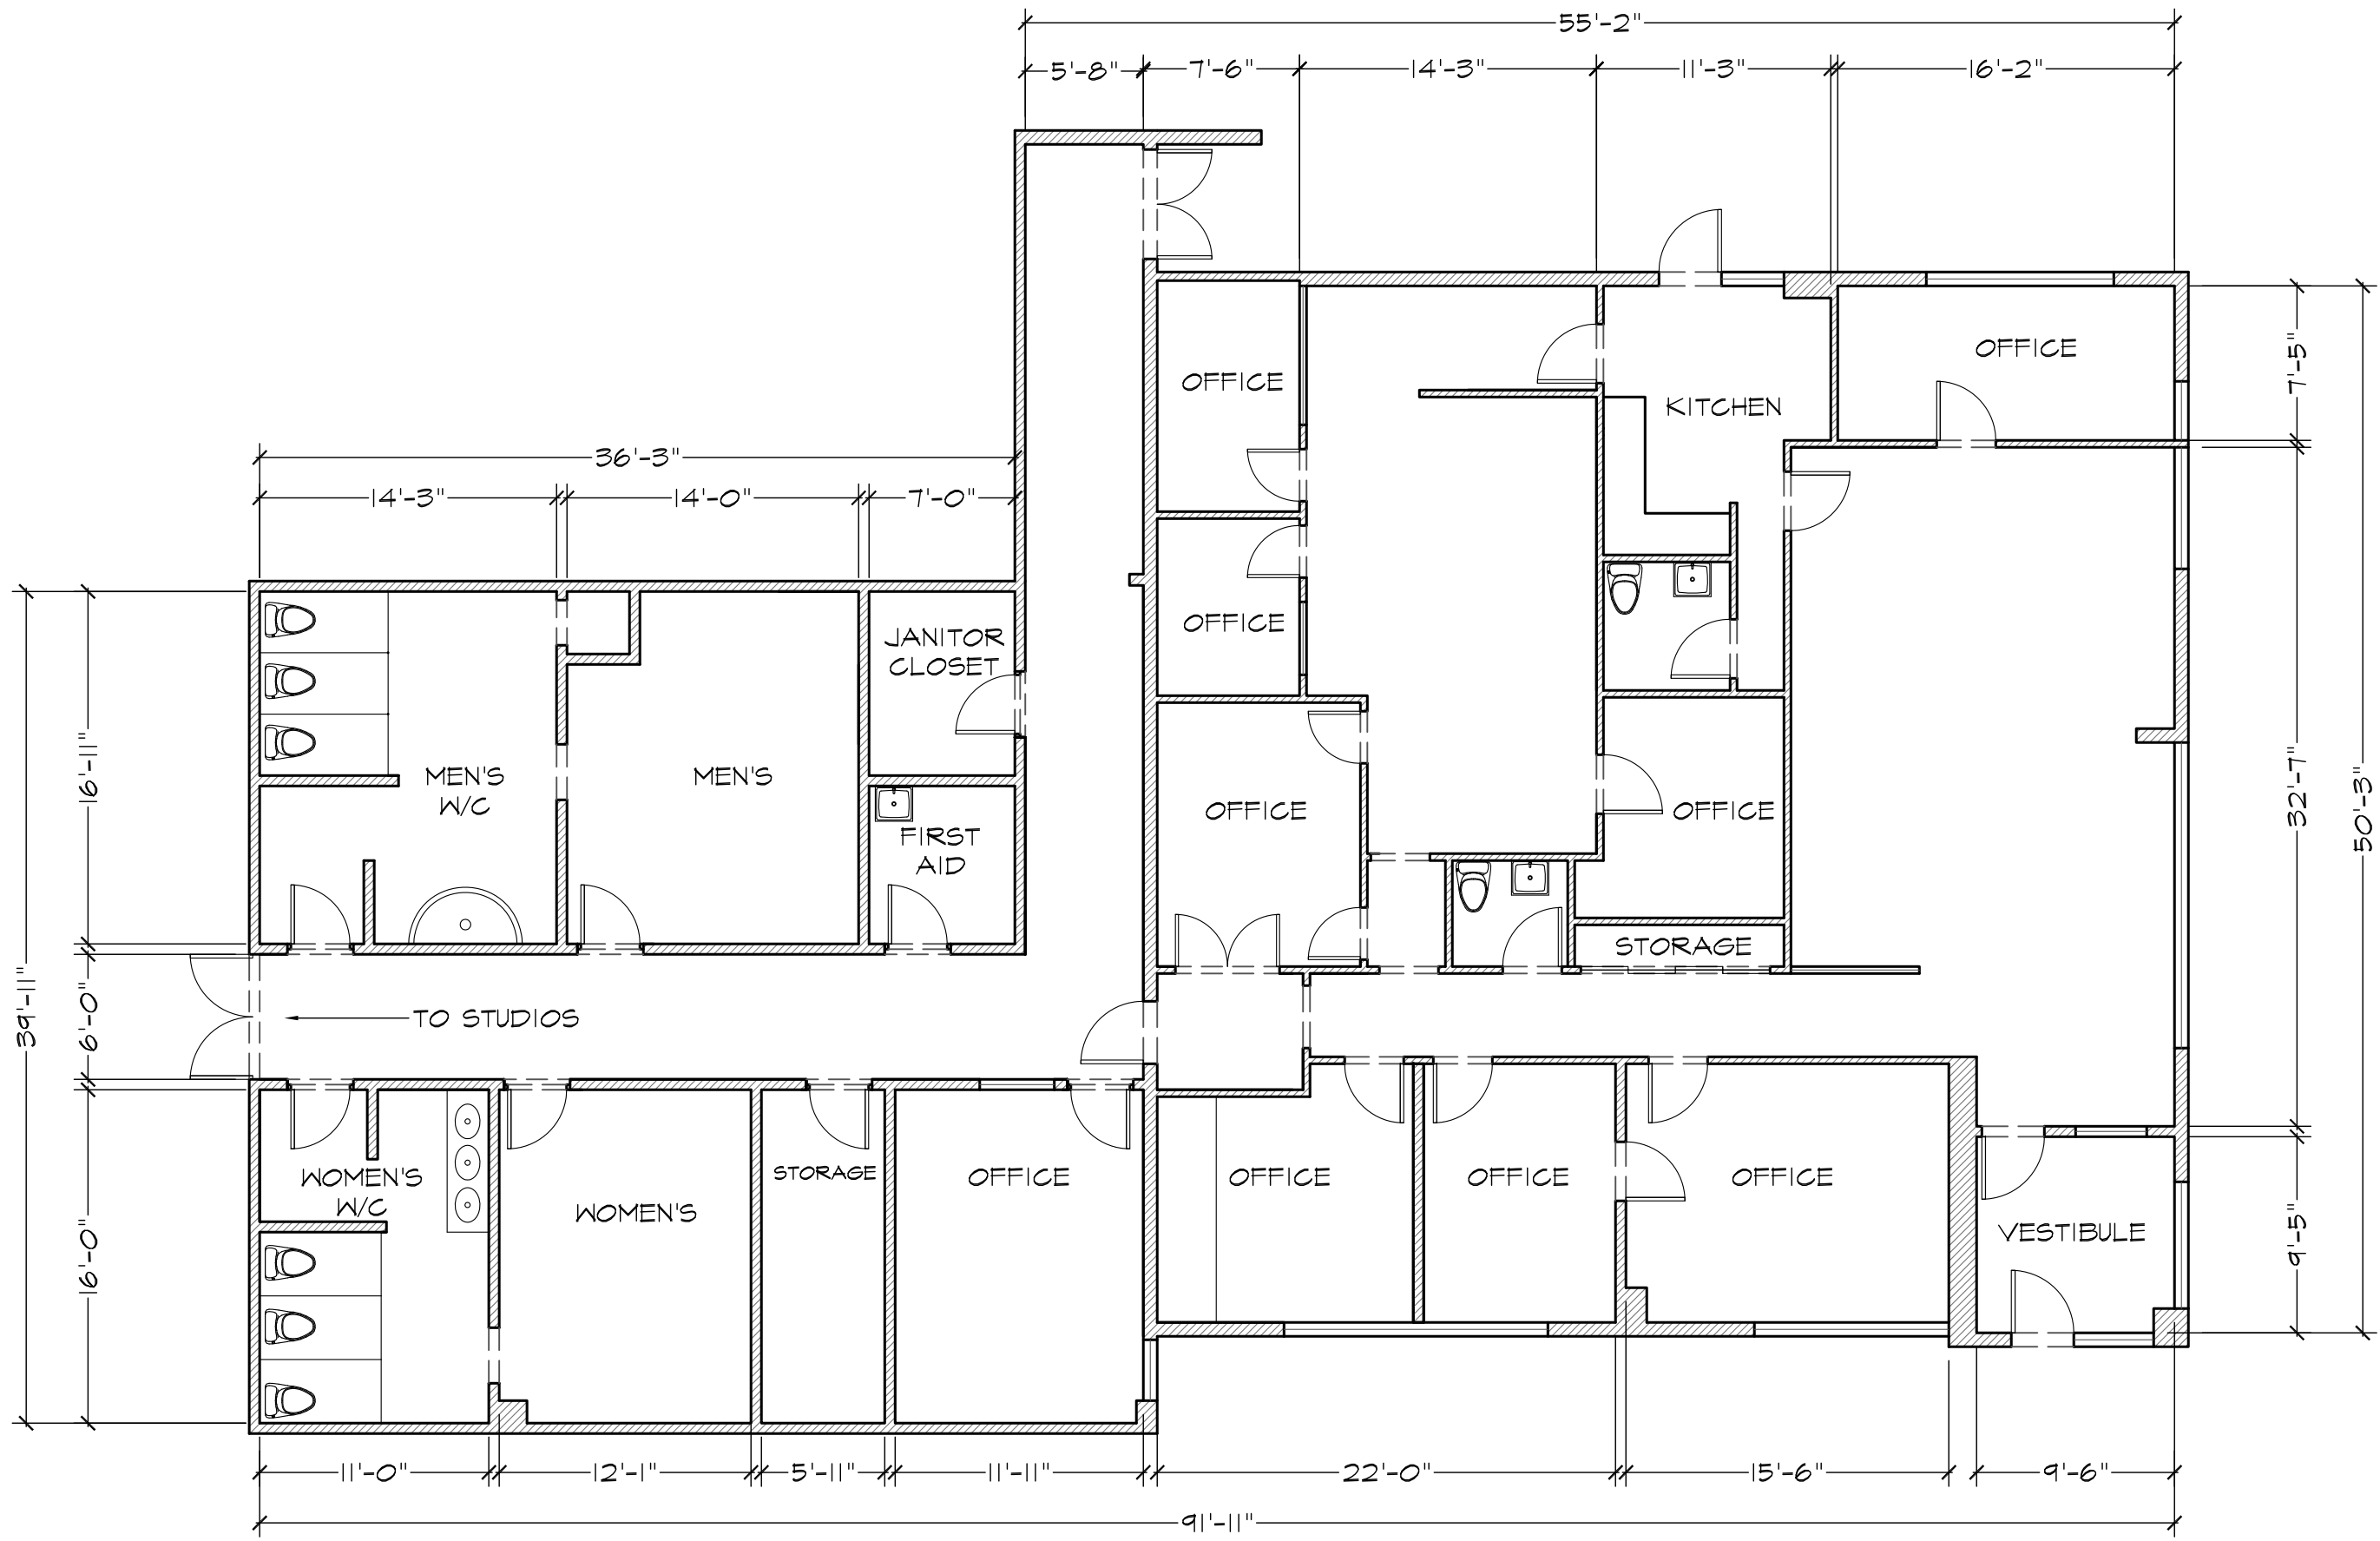 55'-2"
5'-8"
7'-6"
14'-3"
11'-3"
16'-2"
OFFICE
7'-5"
OFFICE
KITCHEN
36'-3"
14'-3"
14'-0"
7'-0"
OFFICE
JANITOR
CLOSET
16'-11"
MEN'S
W/C
MEN'S
32'-7"
50'-3"
OFFICE
OFFICE
FIRST
AID
STORAGE
39'-11"
6'-0"
TO STUDIOS
WOMEN'S
W/C
STORAGE
OFFICE
OFFICE
OFFICE
OFFICE
WOMEN'S
VESTIBULE
9'-5"
16'-0"
11'-0"
12'-1"
5'-11"
11'-11"
22'-0"
15'-6"
9'-6"
91'-11"